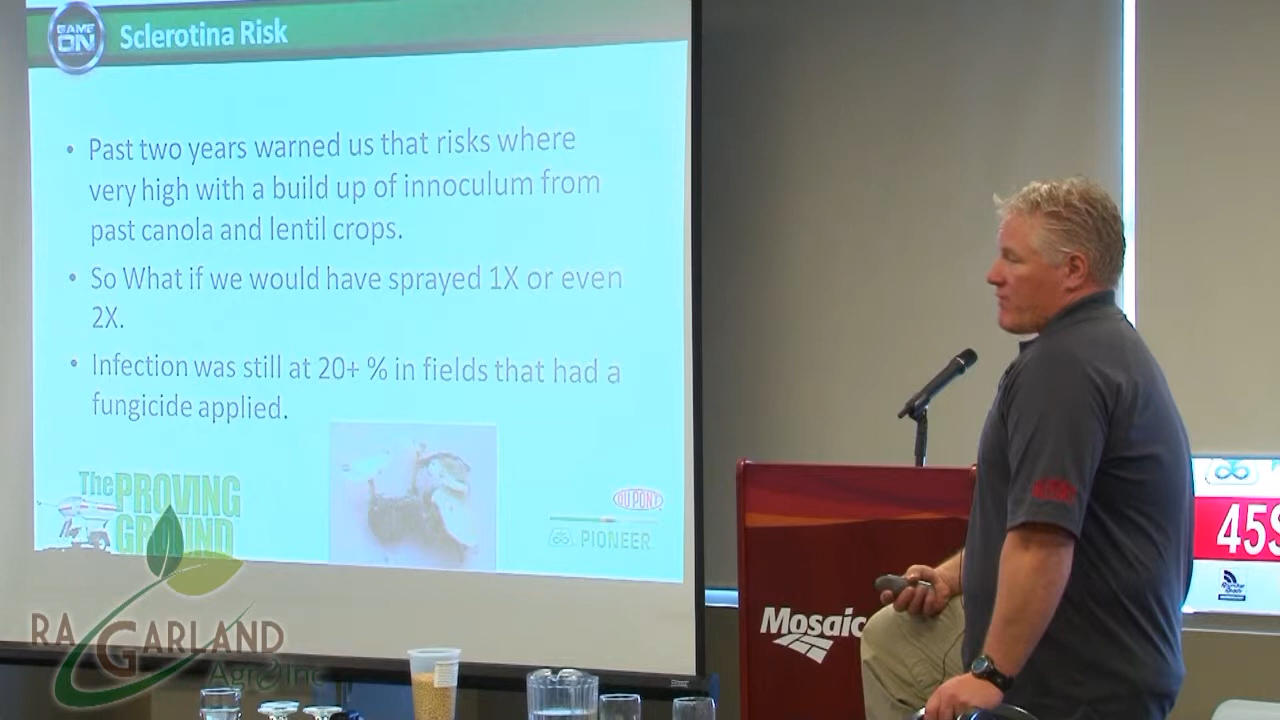 GAME ON
Sclerotina Risk
• Past two years warned us that risks where
very high with a build up of innoculum from
past canola and lentil crops.
• So What if we would have sprayed 1X or even
2X.
• Infection was still at 20+ % in fields that had a
fungicide applied.
The PROVING
GROUND
DUPONT
PIONEER
RA GARLAND
Agro Inc
Mosaic
45S